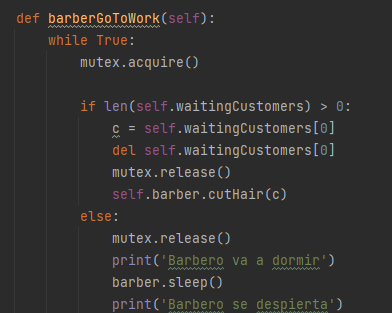 def barberGoToWork(self):
    while True:
        mutex.acquire()

        if len(self.waitingCustomers) > 0:
            c = self.waitingCustomers[0]
            del self.waitingCustomers[0]
            mutex.release()
            self.barber.cutHair(c)
        else:
            mutex.release()
            print('Barbero va a dormir')
            barber.sleep()
            print('Barbero se despierta')